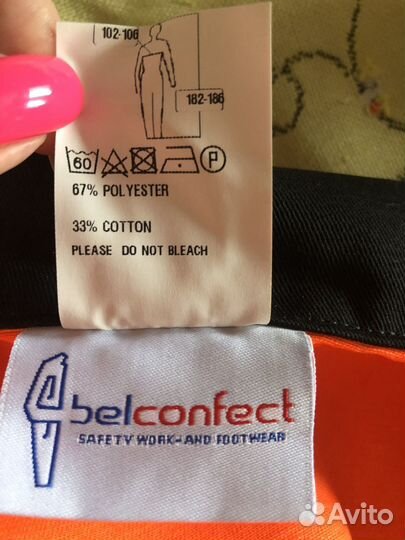 102-106
182-186
60
P
67% POLYESTER
33% COTTON
PLEASE DO NOT BLEACH
belconfect
SAFETY WORK-AND FOOTWEAR
Avito